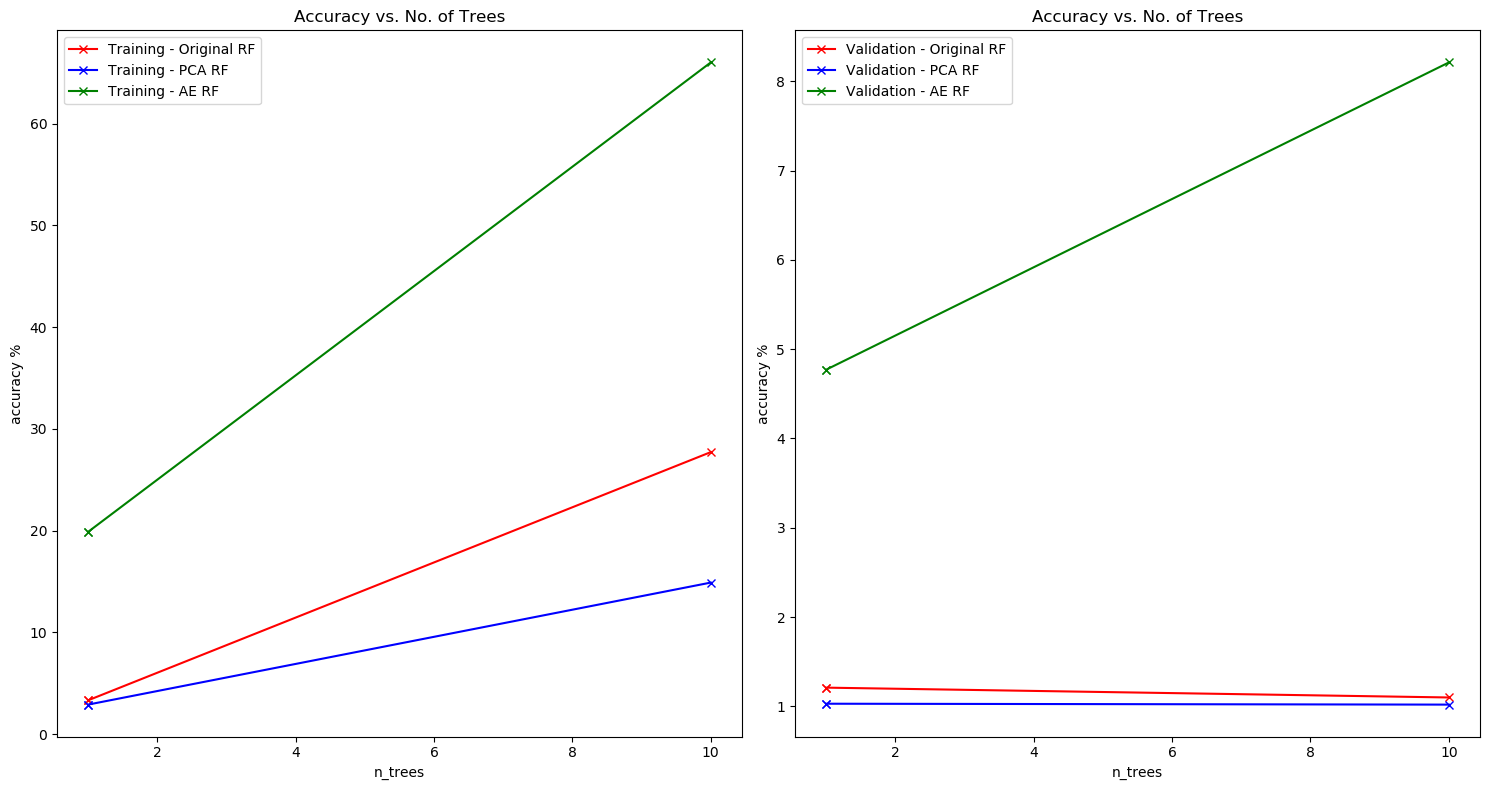 Accuracy vs. No. of Trees
Training - Original RF
Training - PCA RF
Training - AE RF
accuracy %
60
50
40
30
20
10
0
2
4
6
8
10
n_trees
Accuracy vs. No. of Trees
Validation - Original RF
Validation - PCA RF
Validation - AE RF
accuracy %
8
7
6
5
4
3
2
1
2
4
6
8
10
n_trees